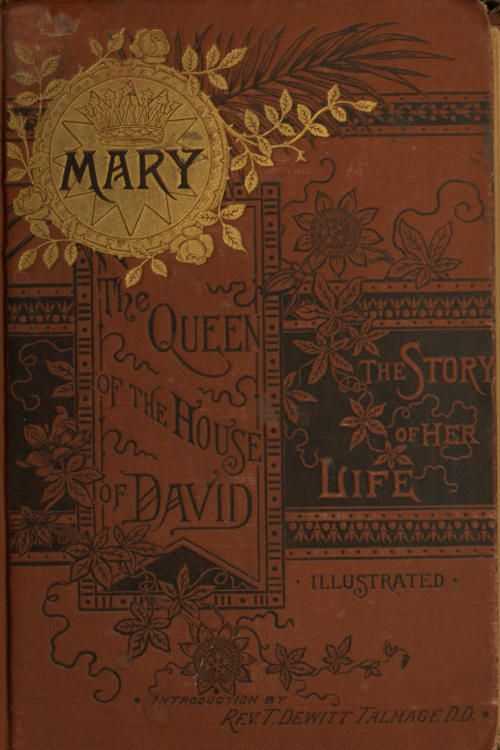 MARY
The QUEEN
OF THE HOUSE
OF DAVID
THE STORY
OF HER
LIFE
· ILLUSTRATED ·
• INTRODUCTION BY
REV. T. DEWITT TALMAGE D.D. •